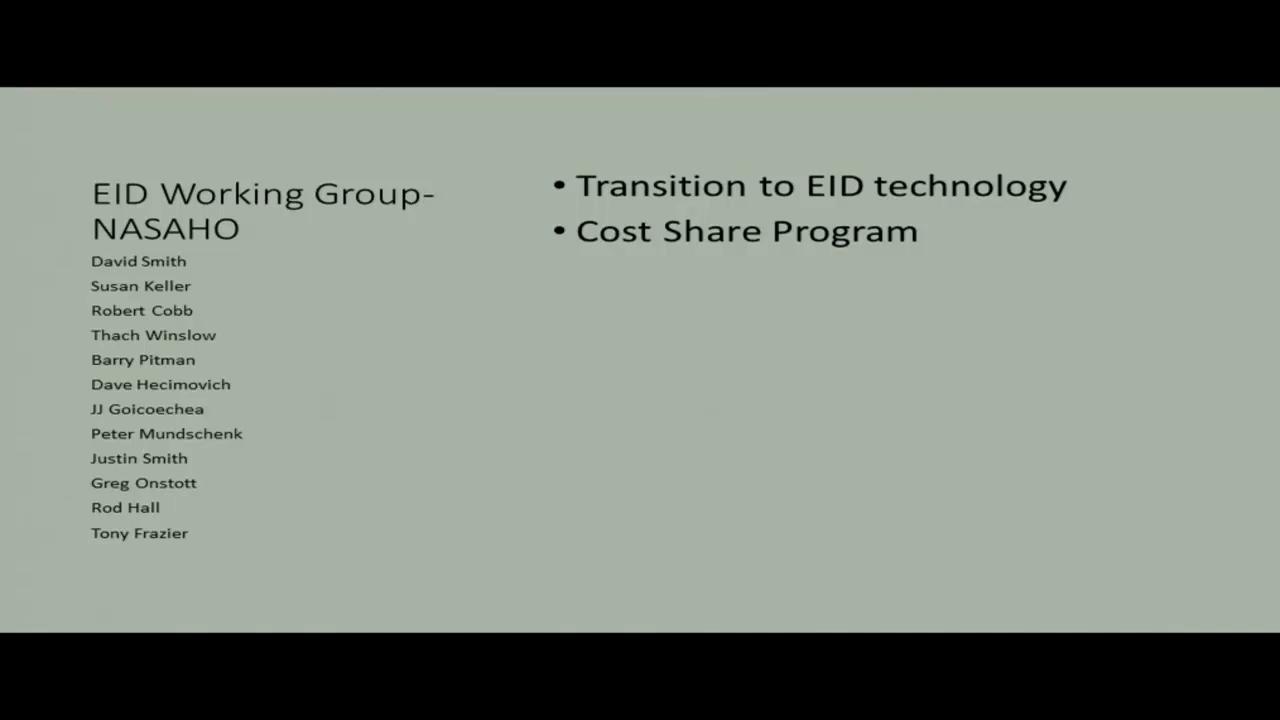 EID Working Group-
NASAHO
David Smith
Susan Keller
Robert Cobb
Thach Winslow
Barry Pitman
Dave Hecimovich
JJ Goicoechea
Peter Mundschenk
Justin Smith
Greg Onstott
Rod Hall
Tony Frazier
• Transition to EID technology
• Cost Share Program